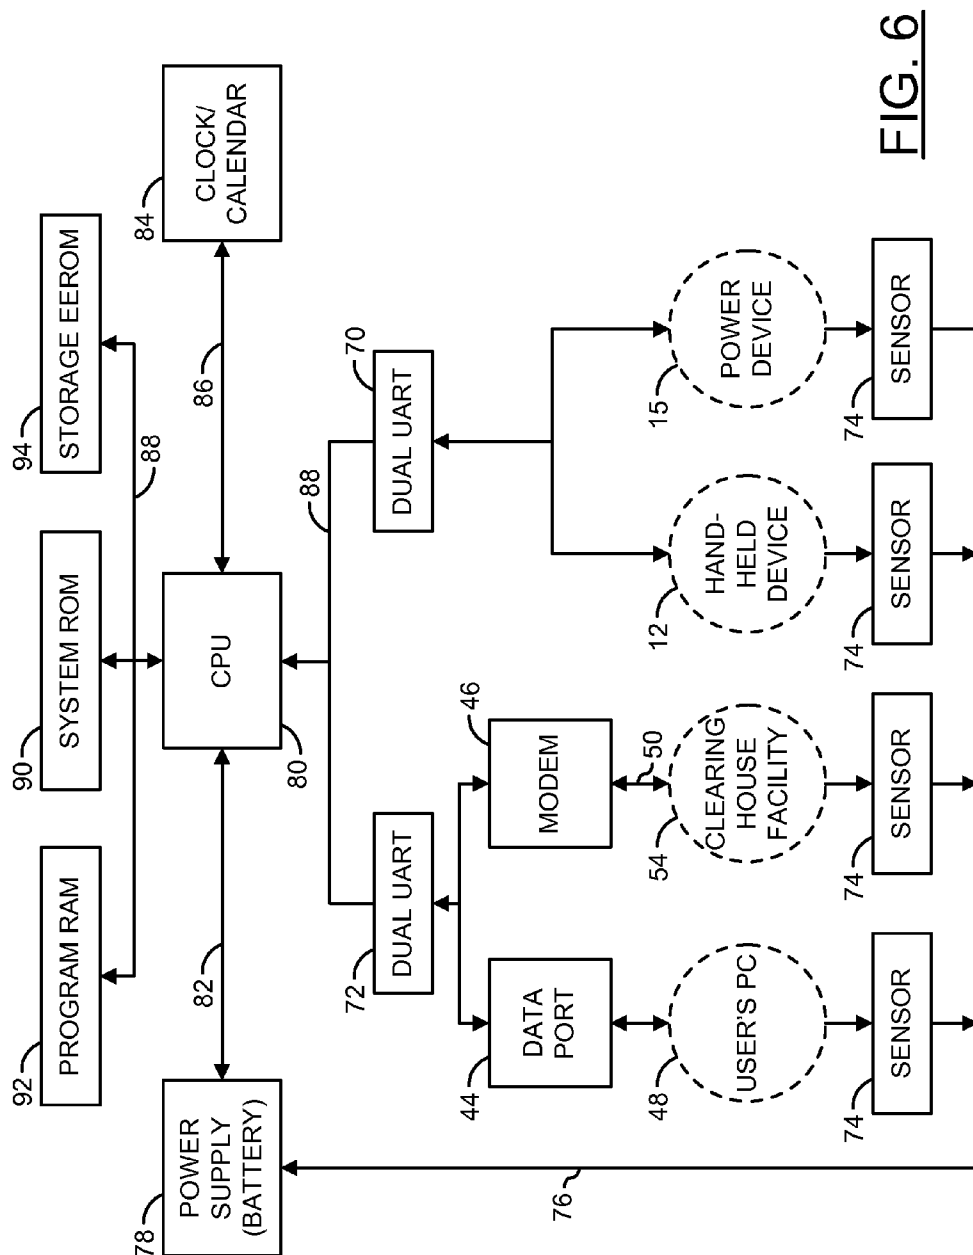 92
PROGRAM RAM
90
SYSTEM ROM
94
STORAGE EEROM
88
78
POWER
SUPPLY
(BATTERY)
82
CPU
80
86
84
CLOCK/
CALENDAR
88
72
DUAL UART
70
DUAL UART
44
DATA
PORT
MODEM
46
50
48
USER'S PC
54
CLEARING
HOUSE
FACILITY
12
HAND-
HELD
DEVICE
15
POWER
DEVICE
74
SENSOR
74
SENSOR
74
SENSOR
74
SENSOR
76
FIG. 6